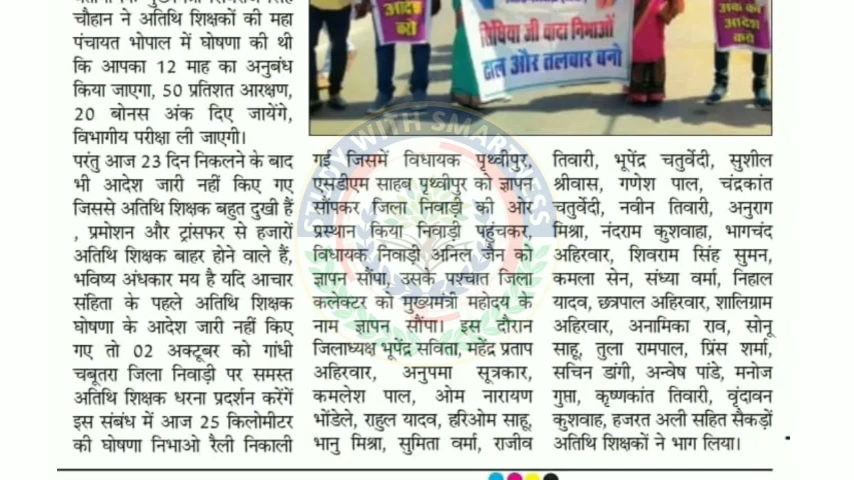 चौहान ने अतिथि शिक्षकों की महा
पंचायत भोपाल में घोषणा की थी
कि आपका 12 माह का अनुबंध
किया जाएगा, 50 प्रतिशत आरक्षण,
20 बोनस अंक दिए जायेंगे,
विभागीय परीक्षा ली जाएगी।
परंतु आज 23 दिन निकलने के बाद
भी आदेश जारी नहीं किए गए
जिससे अतिथि शिक्षक बहुत दुखी हैं
, प्रमोशन और ट्रांसफर से हजारों
अतिथि शिक्षक बाहर होने वाले हैं,
भविष्य अंधकार मय है यदि आचार
संहिता के पहले अतिथि शिक्षक
घोषणा के आदेश जारी नहीं किए
गए तो 02 अक्टूबर को गांधी
चबूतरा जिला निवाड़ी पर समस्त
अतिथि शिक्षक धरना प्रदर्शन करेंगें
इस संबंध में आज 25 किलोमीटर
की घोषणा निभाओ रैली निकाली
आदेश
करो
सिंधिया जी वादा निभाओं
ढाल और तलवार बनो
आदेश
करो
गई जिसमें विधायक पृथ्वीपुर,
एसडीएम साहब पृथ्वीपुर को ज्ञापन
सौंपकर जिला निवाड़ी की ओर
प्रस्थान किया निवाड़ी पहुंचकर,
विधायक निवाड़ी अनिल जैन को
ज्ञापन सौंपा, उसके पश्चात जिला
कलेक्टर को मुख्यमंत्री महोदय के
नाम ज्ञापन सौंपा। इस दौरान
जिलाध्यक्ष भूपेंद्र सविता, महेंद्र प्रताप
अहिरवार, अनुपमा सूत्रकार,
कमलेश पाल, ओम नारायण
भोंडेले, राहुल यादव, हरिओम साहू,
भानु मिश्रा, सुमिता वर्मा, राजीव
तिवारी, भूपेंद्र चतुर्वेदी, सुशील
श्रीवास, गणेश पाल, चंद्रकांत
चतुर्वेदी, नवीन तिवारी, अनुराग
मिश्रा, नंदराम कुशवाहा, भागचंद
अहिरवार, शिवराम सिंह सुमन,
कमला सेन, संध्या वर्मा, निहाल
यादव, छत्रपाल अहिरवार, शालिग्राम
अहिरवार, अनामिका राव, सोनू
साहू, तुला रामपाल, प्रिंस शर्मा,
सचिन डांगी, अन्वेष पांडे, मनोज
गुप्ता, कृष्णकांत तिवारी, वृंदावन
कुशवाह, हजरत अली सहित सैकड़ों
अतिथि शिक्षकों ने भाग लिया।
STUDY WITH SMARTNESS